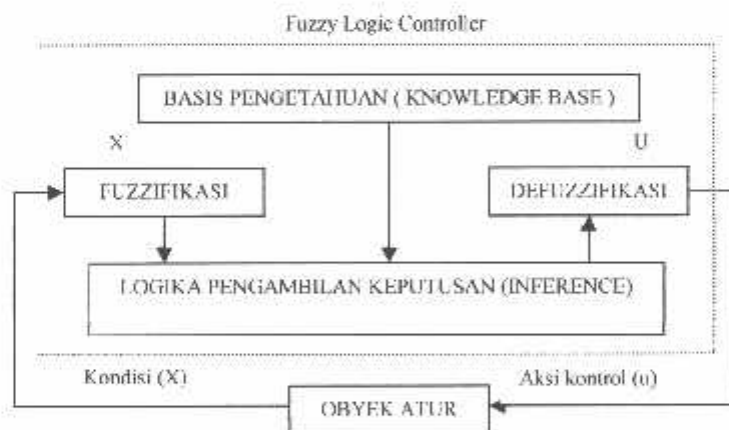 Fuzzy Logic Controller
BASIS PENGETAHUAN ( KNOWLEDGE BASE )
X
U
FUZZIFIKASI
DEFUZZIFIKASI
LOGIKA PENGAMBILAN KEPUTUSAN (INFERENCE)
Kondisi (X)
Aksi kontrol (u)
OBYEK ATUR